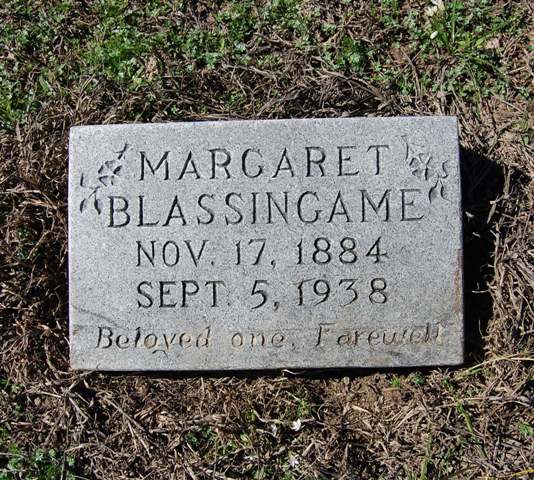 MARGARET
BLASSINGAME
NOV. 17, 1884
SEPT. 5, 1938
Beloved one, Farewell